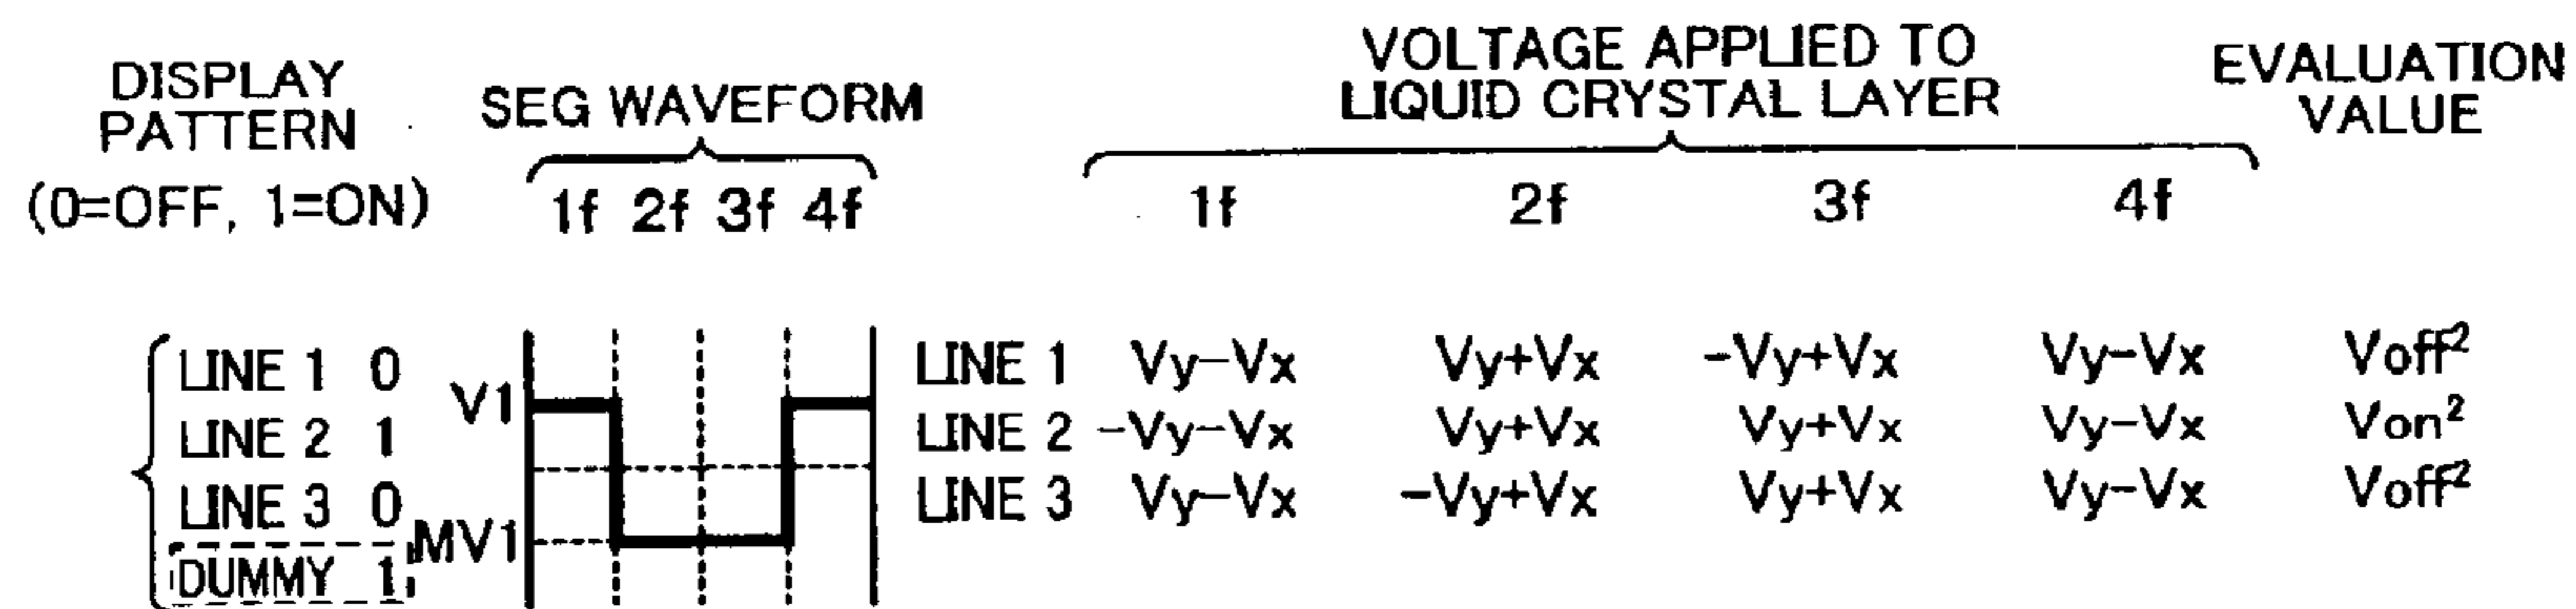 DISPLAY PATTERN
(0=OFF, 1=ON)
SEG WAVEFORM
1f 2f 3f 4f
VOLTAGE APPLIED TO
LIQUID CRYSTAL LAYER
1f 2f 3f 4f
EVALUATION
VALUE
LINE 1 0
LINE 2 1
LINE 3 0
DUMMY 1
V1
MV1
LINE 1 Vy-Vx Vy+Vx -Vy+Vx Vy-Vx Voff²
LINE 2 -Vy-Vx Vy+Vx Vy+Vx Vy-Vx Von²
LINE 3 Vy-Vx -Vy+Vx Vy+Vx Vy-Vx Voff²